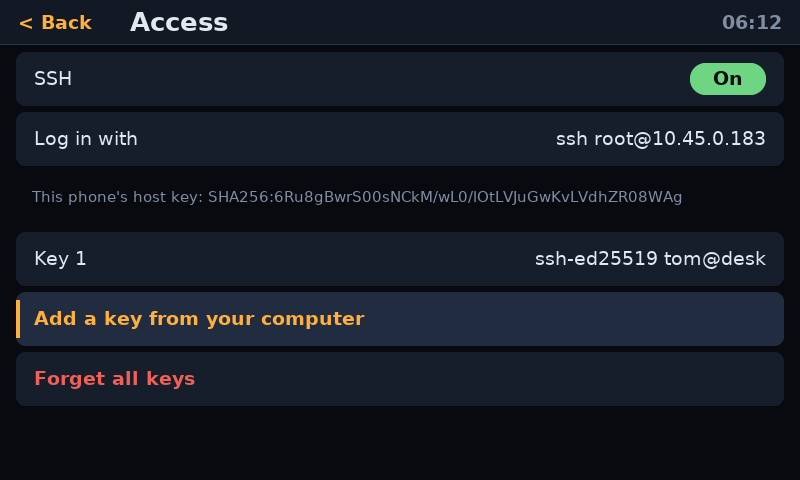 < Back
Access
06:12
SSH
On
Log in with
ssh root@10.45.0.183
This phone's host key: SHA256:6Ru8gBwrS00sNCkM/wL0/lOtLVJuGwKvLVdhZR08WAg
Key 1
ssh-ed25519 tom@desk
Add a key from your computer
Forget all keys